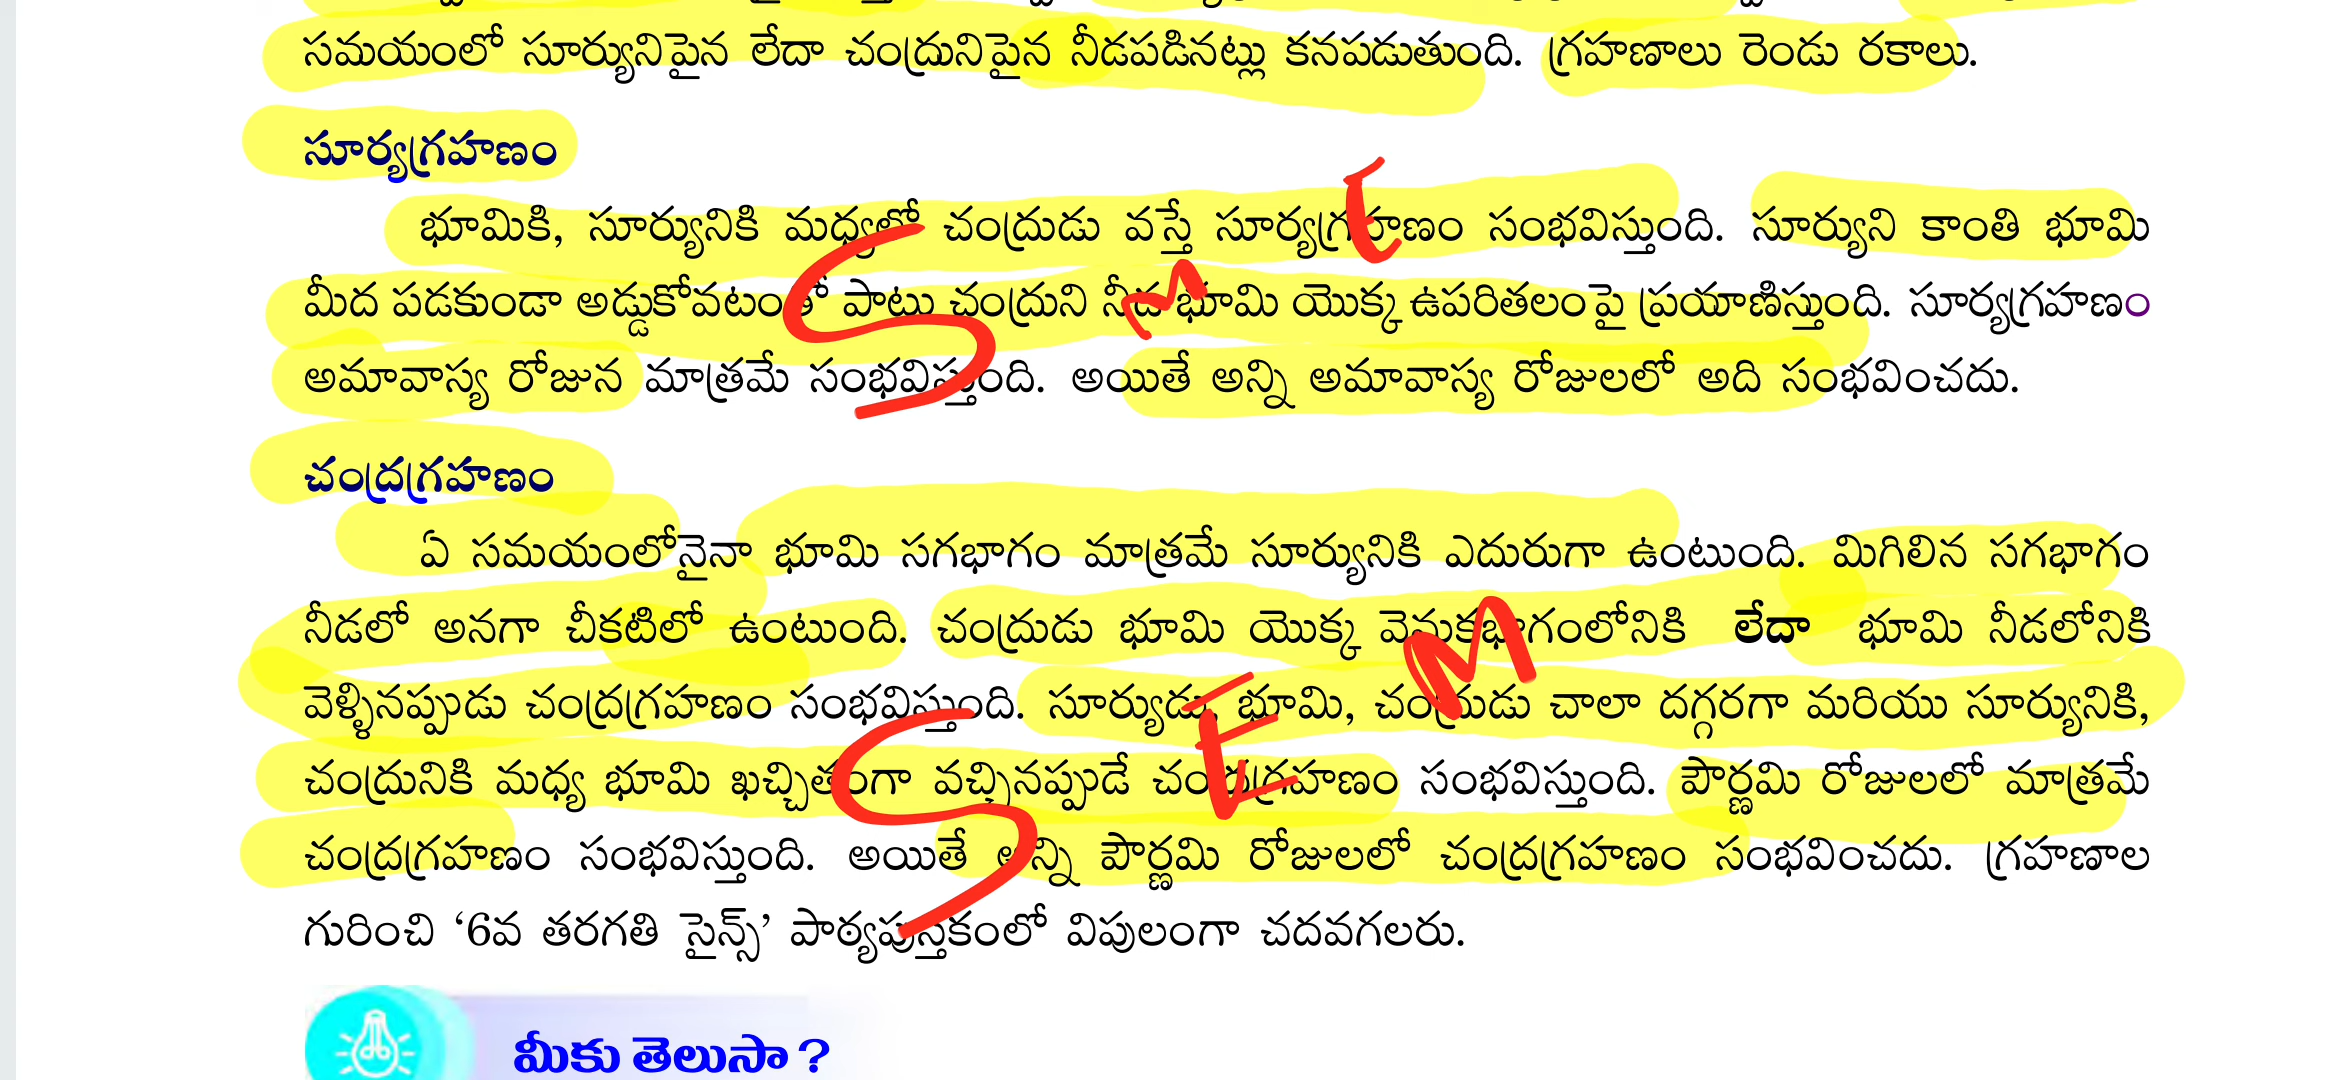 సమయంలో సూర్యునిపైన లేదా చంద్రునిపైన నీడపడినట్లు కనపడుతుంది. గ్రహణాలు రెండు రకాలు.
సూర్యగ్రహణం
భూమికి, సూర్యునికి మధ్యలో చంద్రుడు వస్తే సూర్యగ్రహణం సంభవిస్తుంది. సూర్యుని కాంతి భూమి
మీద పడకుండా అడ్డుకోవటంతో పాటు చంద్రుని నీడ భూమి యొక్క ఉపరితలంపై ప్రయాణిస్తుంది. సూర్యగ్రహణం
అమావాస్య రోజున మాత్రమే సంభవిస్తుంది. అయితే అన్ని అమావాస్య రోజులలో అది సంభవించదు.
S M E
చంద్రగ్రహణం
ఏ సమయంలోనైనా భూమి సగభాగం మాత్రమే సూర్యునికి ఎదురుగా ఉంటుంది. మిగిలిన సగభాగం
నీడలో అనగా చీకటిలో ఉంటుంది. చంద్రుడు భూమి యొక్క వెనుకభాగంలోనికి లేదా భూమి నీడలోనికి
వెళ్ళినప్పుడు చంద్రగ్రహణం సంభవిస్తుంది. సూర్యుడు, భూమి, చంద్రుడు చాలా దగ్గరగా మరియు సూర్యునికి,
చంద్రునికి మధ్య భూమి ఖచ్చితంగా వచ్చినప్పుడే చంద్రగ్రహణం సంభవిస్తుంది. పౌర్ణమి రోజులలో మాత్రమే
చంద్రగ్రహణం సంభవిస్తుంది. అయితే అన్ని పౌర్ణమి రోజులలో చంద్రగ్రహణం సంభవించదు. గ్రహణాల
గురించి ‘6వ తరగతి సైన్స్’ పాఠ్యపుస్తకంలో విపులంగా చదవగలరు.
S E M
మీకు తెలుసా ?